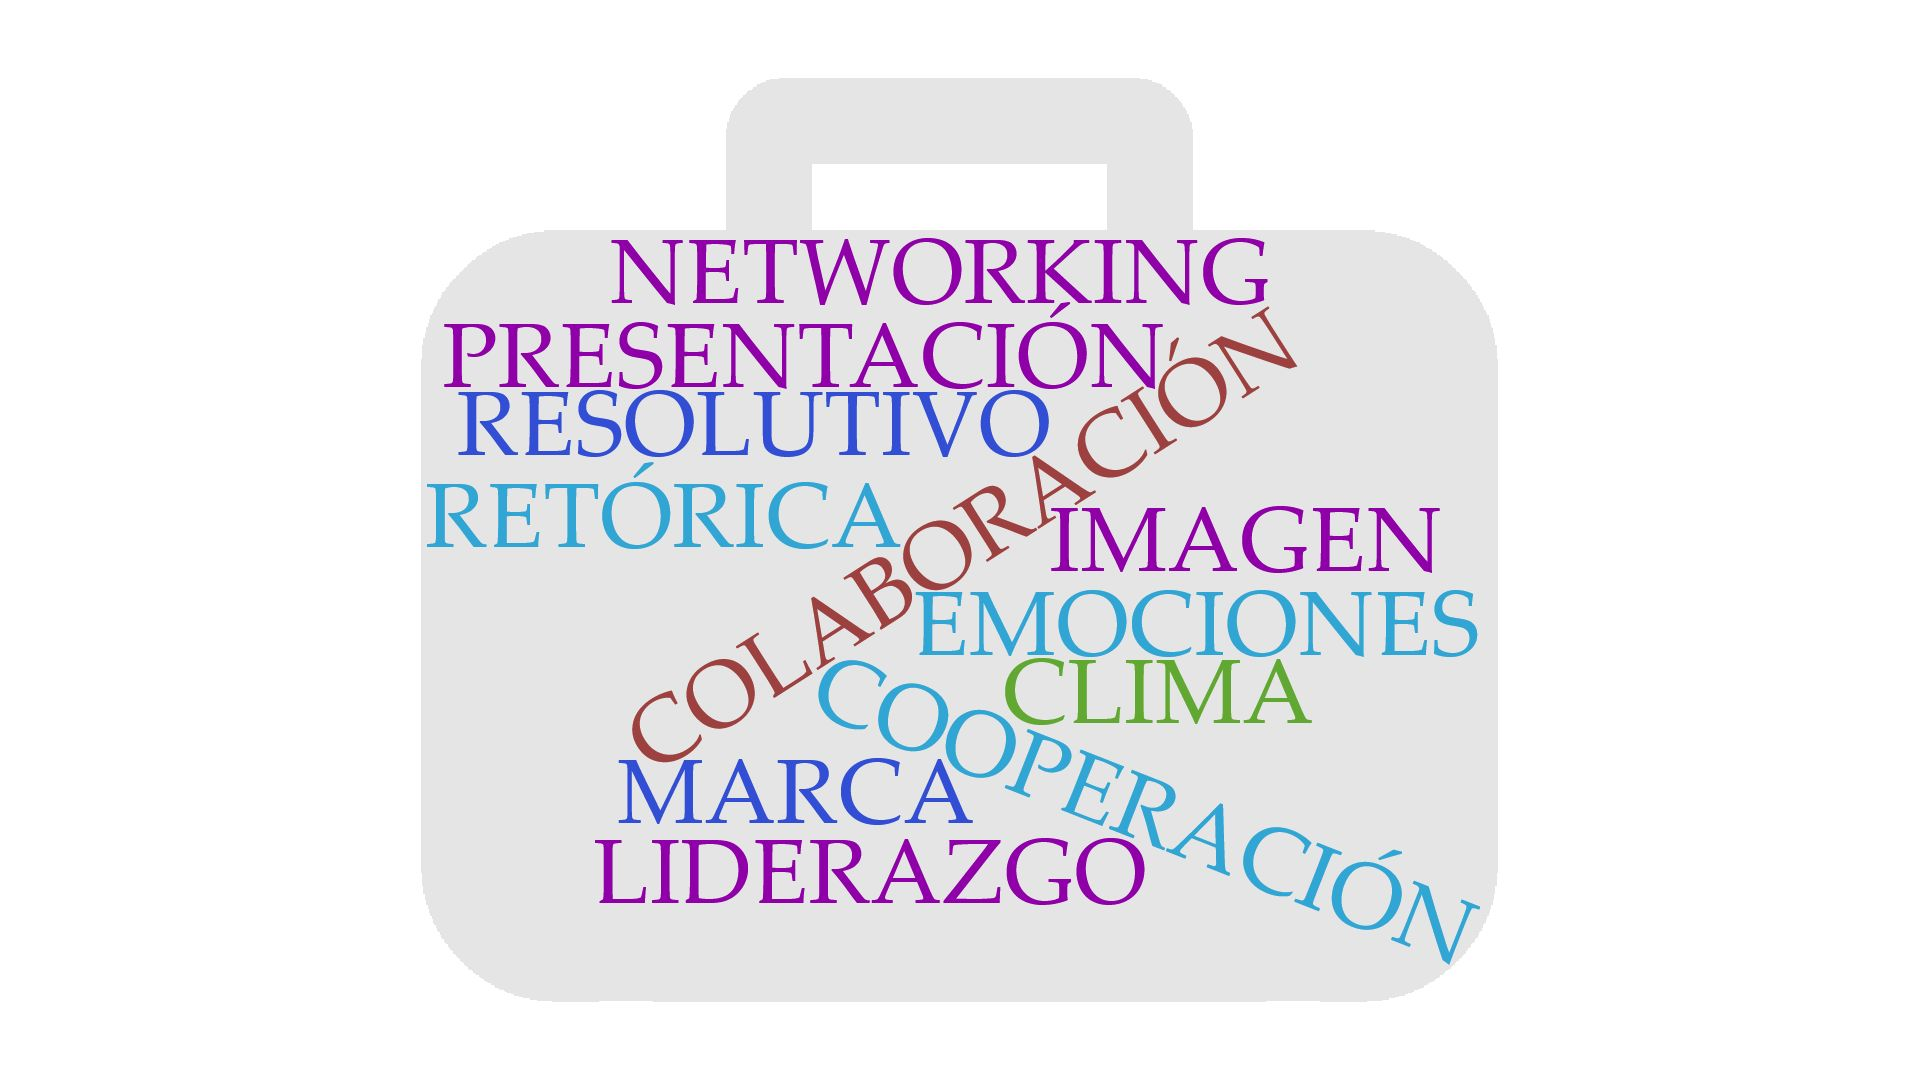 NETWORKING
PRESENTACIÓN
RESOLUTIVO
RETÓRICA
COLABORACIÓN
IMAGEN
EMOCIONES
CLIMA
COOPERACIÓN
MARCA
LIDERAZGO